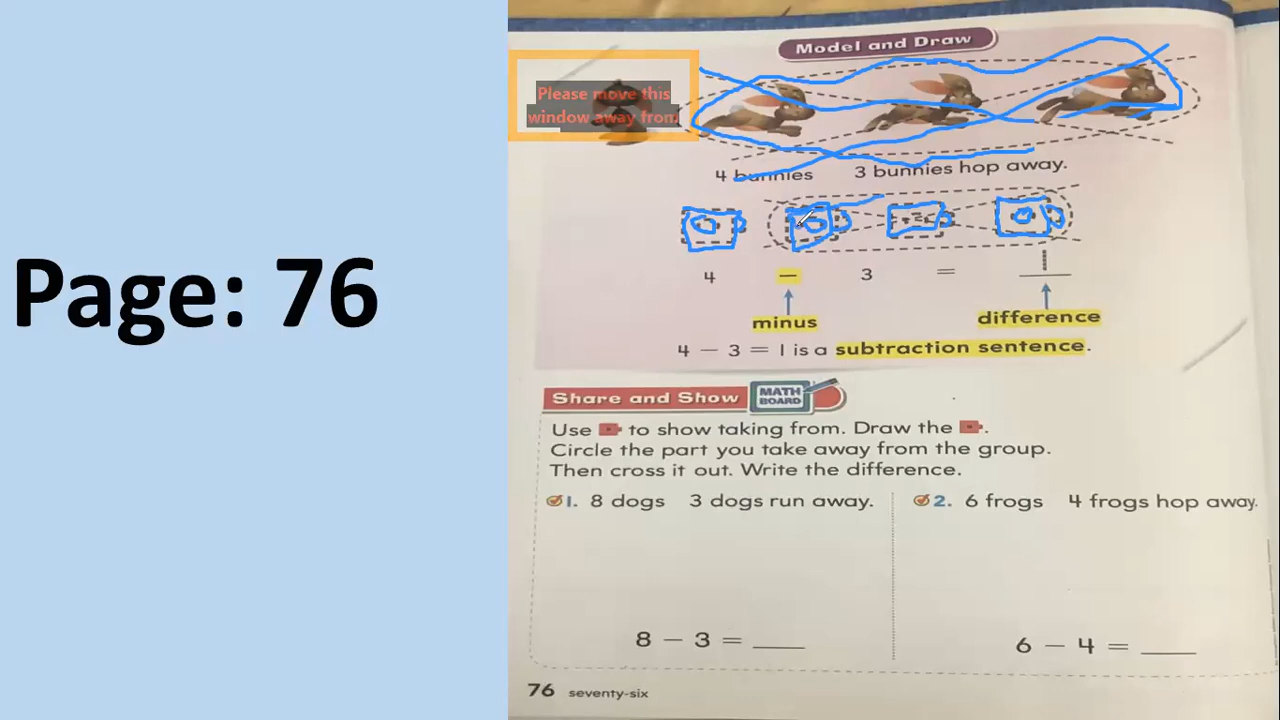 Page: 76
Model and Draw
Please move this
window away from
4 bunnies 3 bunnies hop away.
4 − 3 = 1
minus difference
4 − 3 = 1 is a subtraction sentence.
Share and Show MATH BOARD
Use to show taking from. Draw the .
Circle the part you take away from the group.
Then cross it out. Write the difference.
1. 8 dogs 3 dogs run away.
2. 6 frogs 4 frogs hop away.
8 − 3 = ___
6 − 4 = ___
76 seventy-six